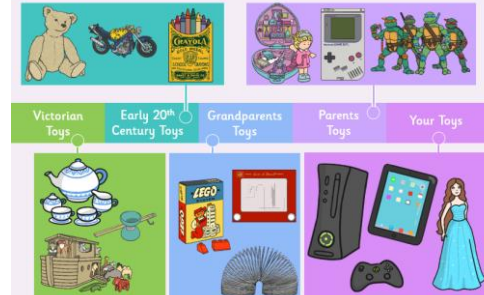 CRAYOLA
Victorian
Toys
Early 20th
Century Toys
Grandparents
Toys
Parents
Toys
Your Toys
LEGO